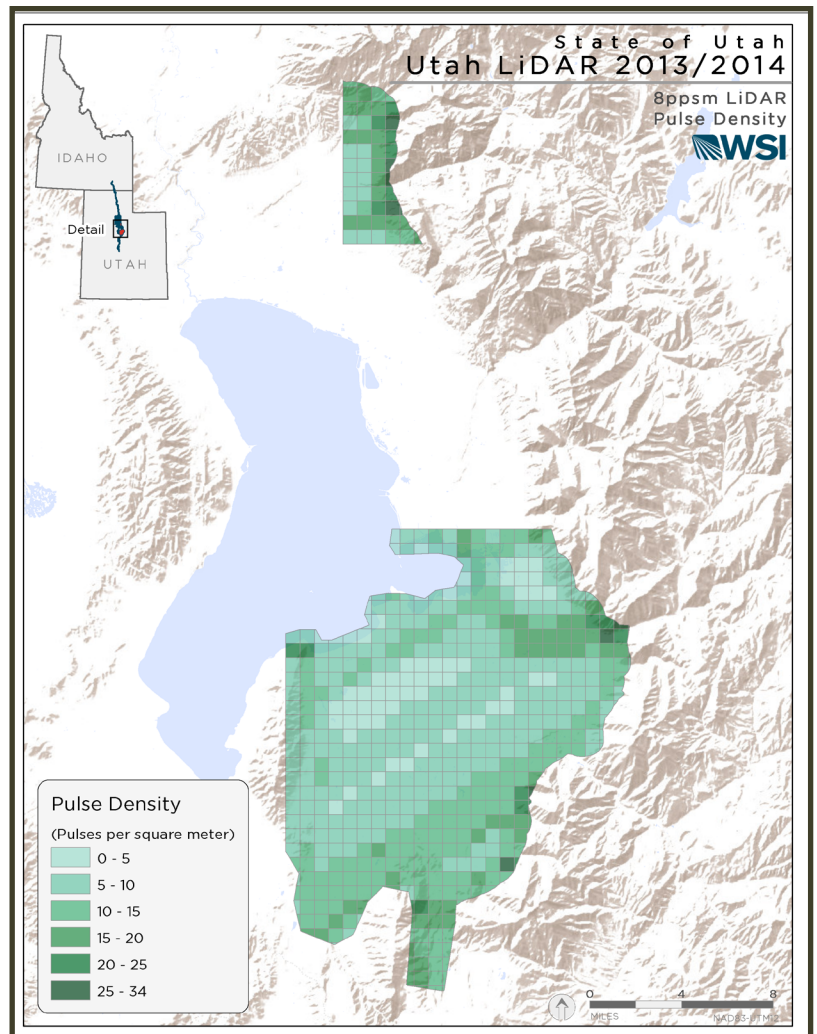 State of Utah
Utah LiDAR 2013/2014
8ppsm LiDAR
Pulse Density
WSI
IDAHO
Detail
UTAH
Pulse Density
(Pulses per square meter)
0 - 5
5 - 10
10 - 15
15 - 20
20 - 25
25 - 34
0 4 8
MILES